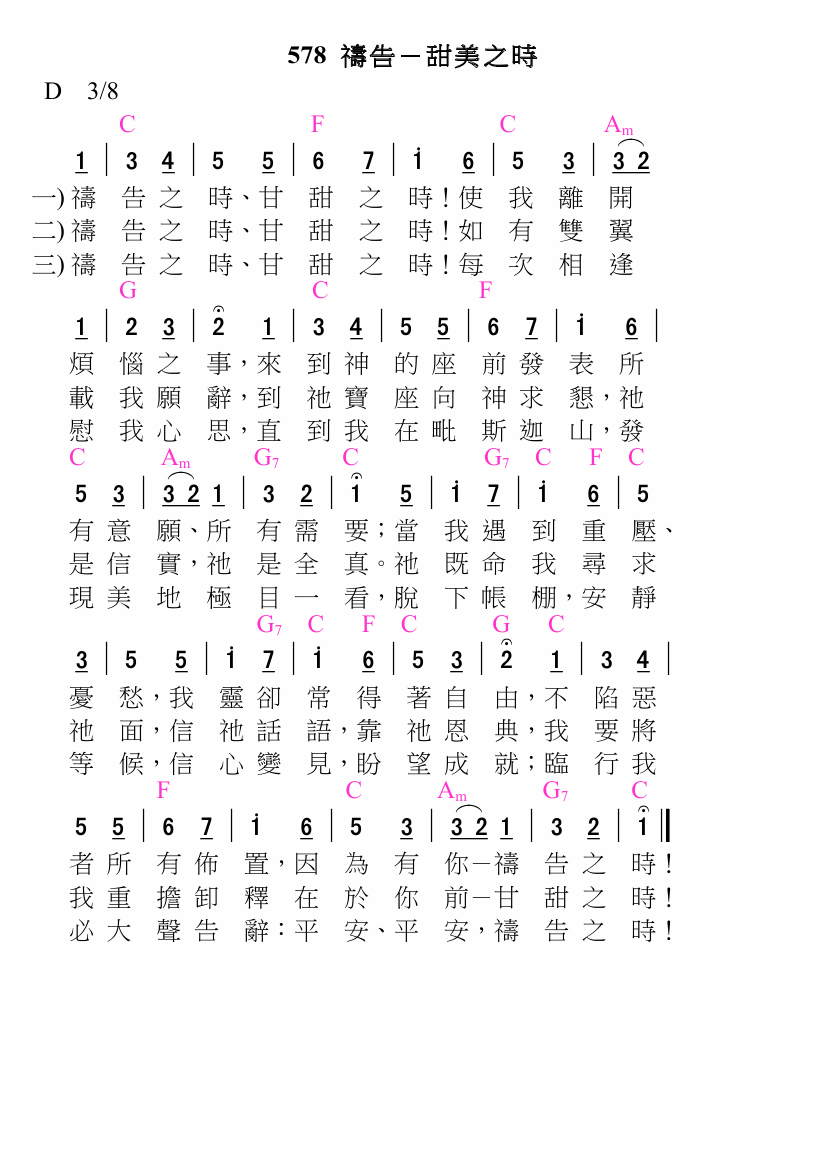 578 禱告－甜美之時
D 3/8
C F C Am
1 | 3 4 | 5 5 | 6 7 | i 6 | 5 3 | 3 2
一) 禱 告 之 時、甘 甜 之 時！使 我 離 開
二) 禱 告 之 時、甘 甜 之 時！如 有 雙 翼
三) 禱 告 之 時、甘 甜 之 時！每 次 相 逢
G C F
1 | 2 3 | 2 1 | 3 4 | 5 5 | 6 7 | i 6 |
煩 惱 之 事，來 到 神 的 座 前 發 表 所
載 我 願 辭，到 祂 寶 座 向 神 求 懇，祂
慰 我 心 思，直 到 我 在 毗 斯 迦 山，發
C Am G7 C G7 C F C
5 3 | 3 2 1 | 3 2 | i 5 | i 7 | i 6 | 5
有 意 願、所 有 需 要；當 我 遇 到 重 壓、
是 信 實，祂 是 全 真。祂 既 命 我 尋 求
現 美 地 極 目 一 看，脫 下 帳 棚，安 靜
G7 C F C G C
3 | 5 5 | i 7 | i 6 | 5 3 | 2 1 | 3 4 |
憂 愁，我 靈 卻 常 得 著 自 由，不 陷 惡
祂 面，信 祂 話 語，靠 祂 恩 典，我 要 將
等 候，信 心 變 見，盼 望 成 就；臨 行 我
F C Am G7 C
5 5 | 6 7 | i 6 | 5 3 | 3 2 1 | 3 2 | i ||
者 所 有 佈 置，因 為 有 你－禱 告 之 時！
我 重 擔 卸 釋 在 於 你 前－甘 甜 之 時！
必 大 聲 告 辭：平 安、平 安，禱 告 之 時！